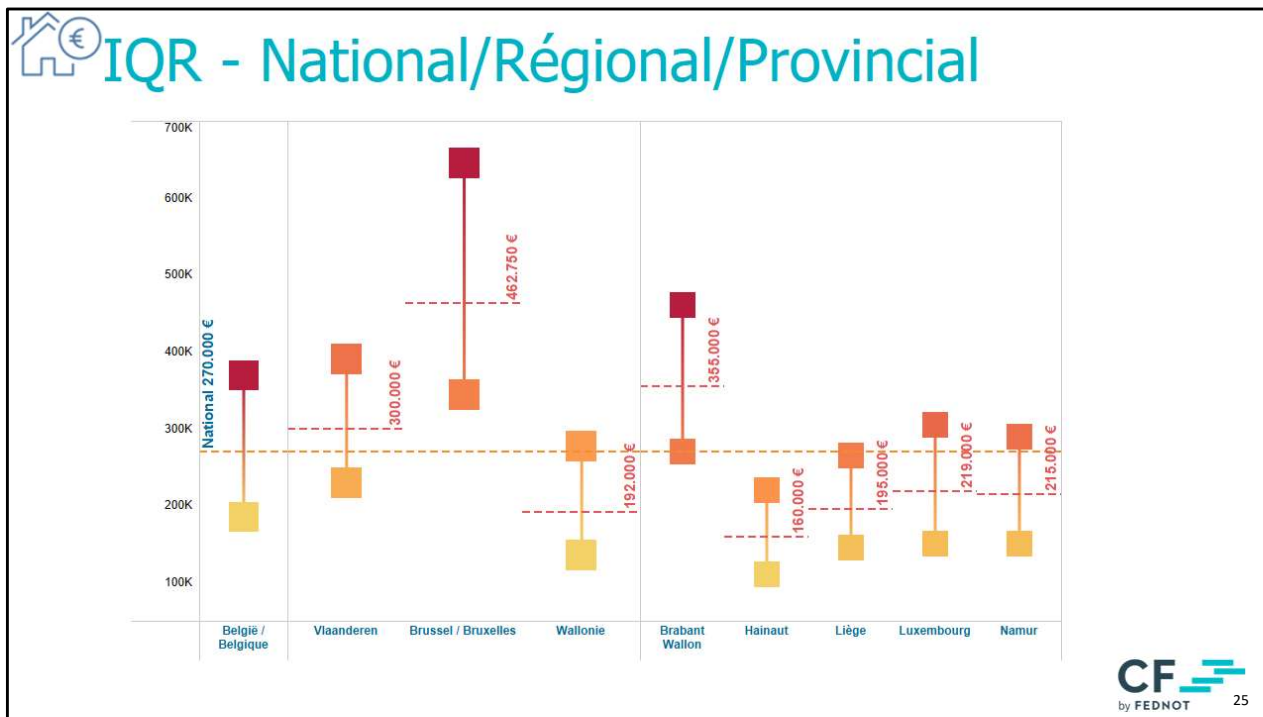 IQR - National/Régional/Provincial
700K
600K
500K
400K
300K
200K
100K
National 270.000 €
300.000 €
462.750 €
192.000 €
355.000 €
160.000 €
195.000 €
219.000 €
215.000 €
België /
Belgique
Vlaanderen
Brussel / Bruxelles
Wallonie
Brabant
Wallon
Hainaut
Liège
Luxembourg
Namur
CF
by FEDNOT
25